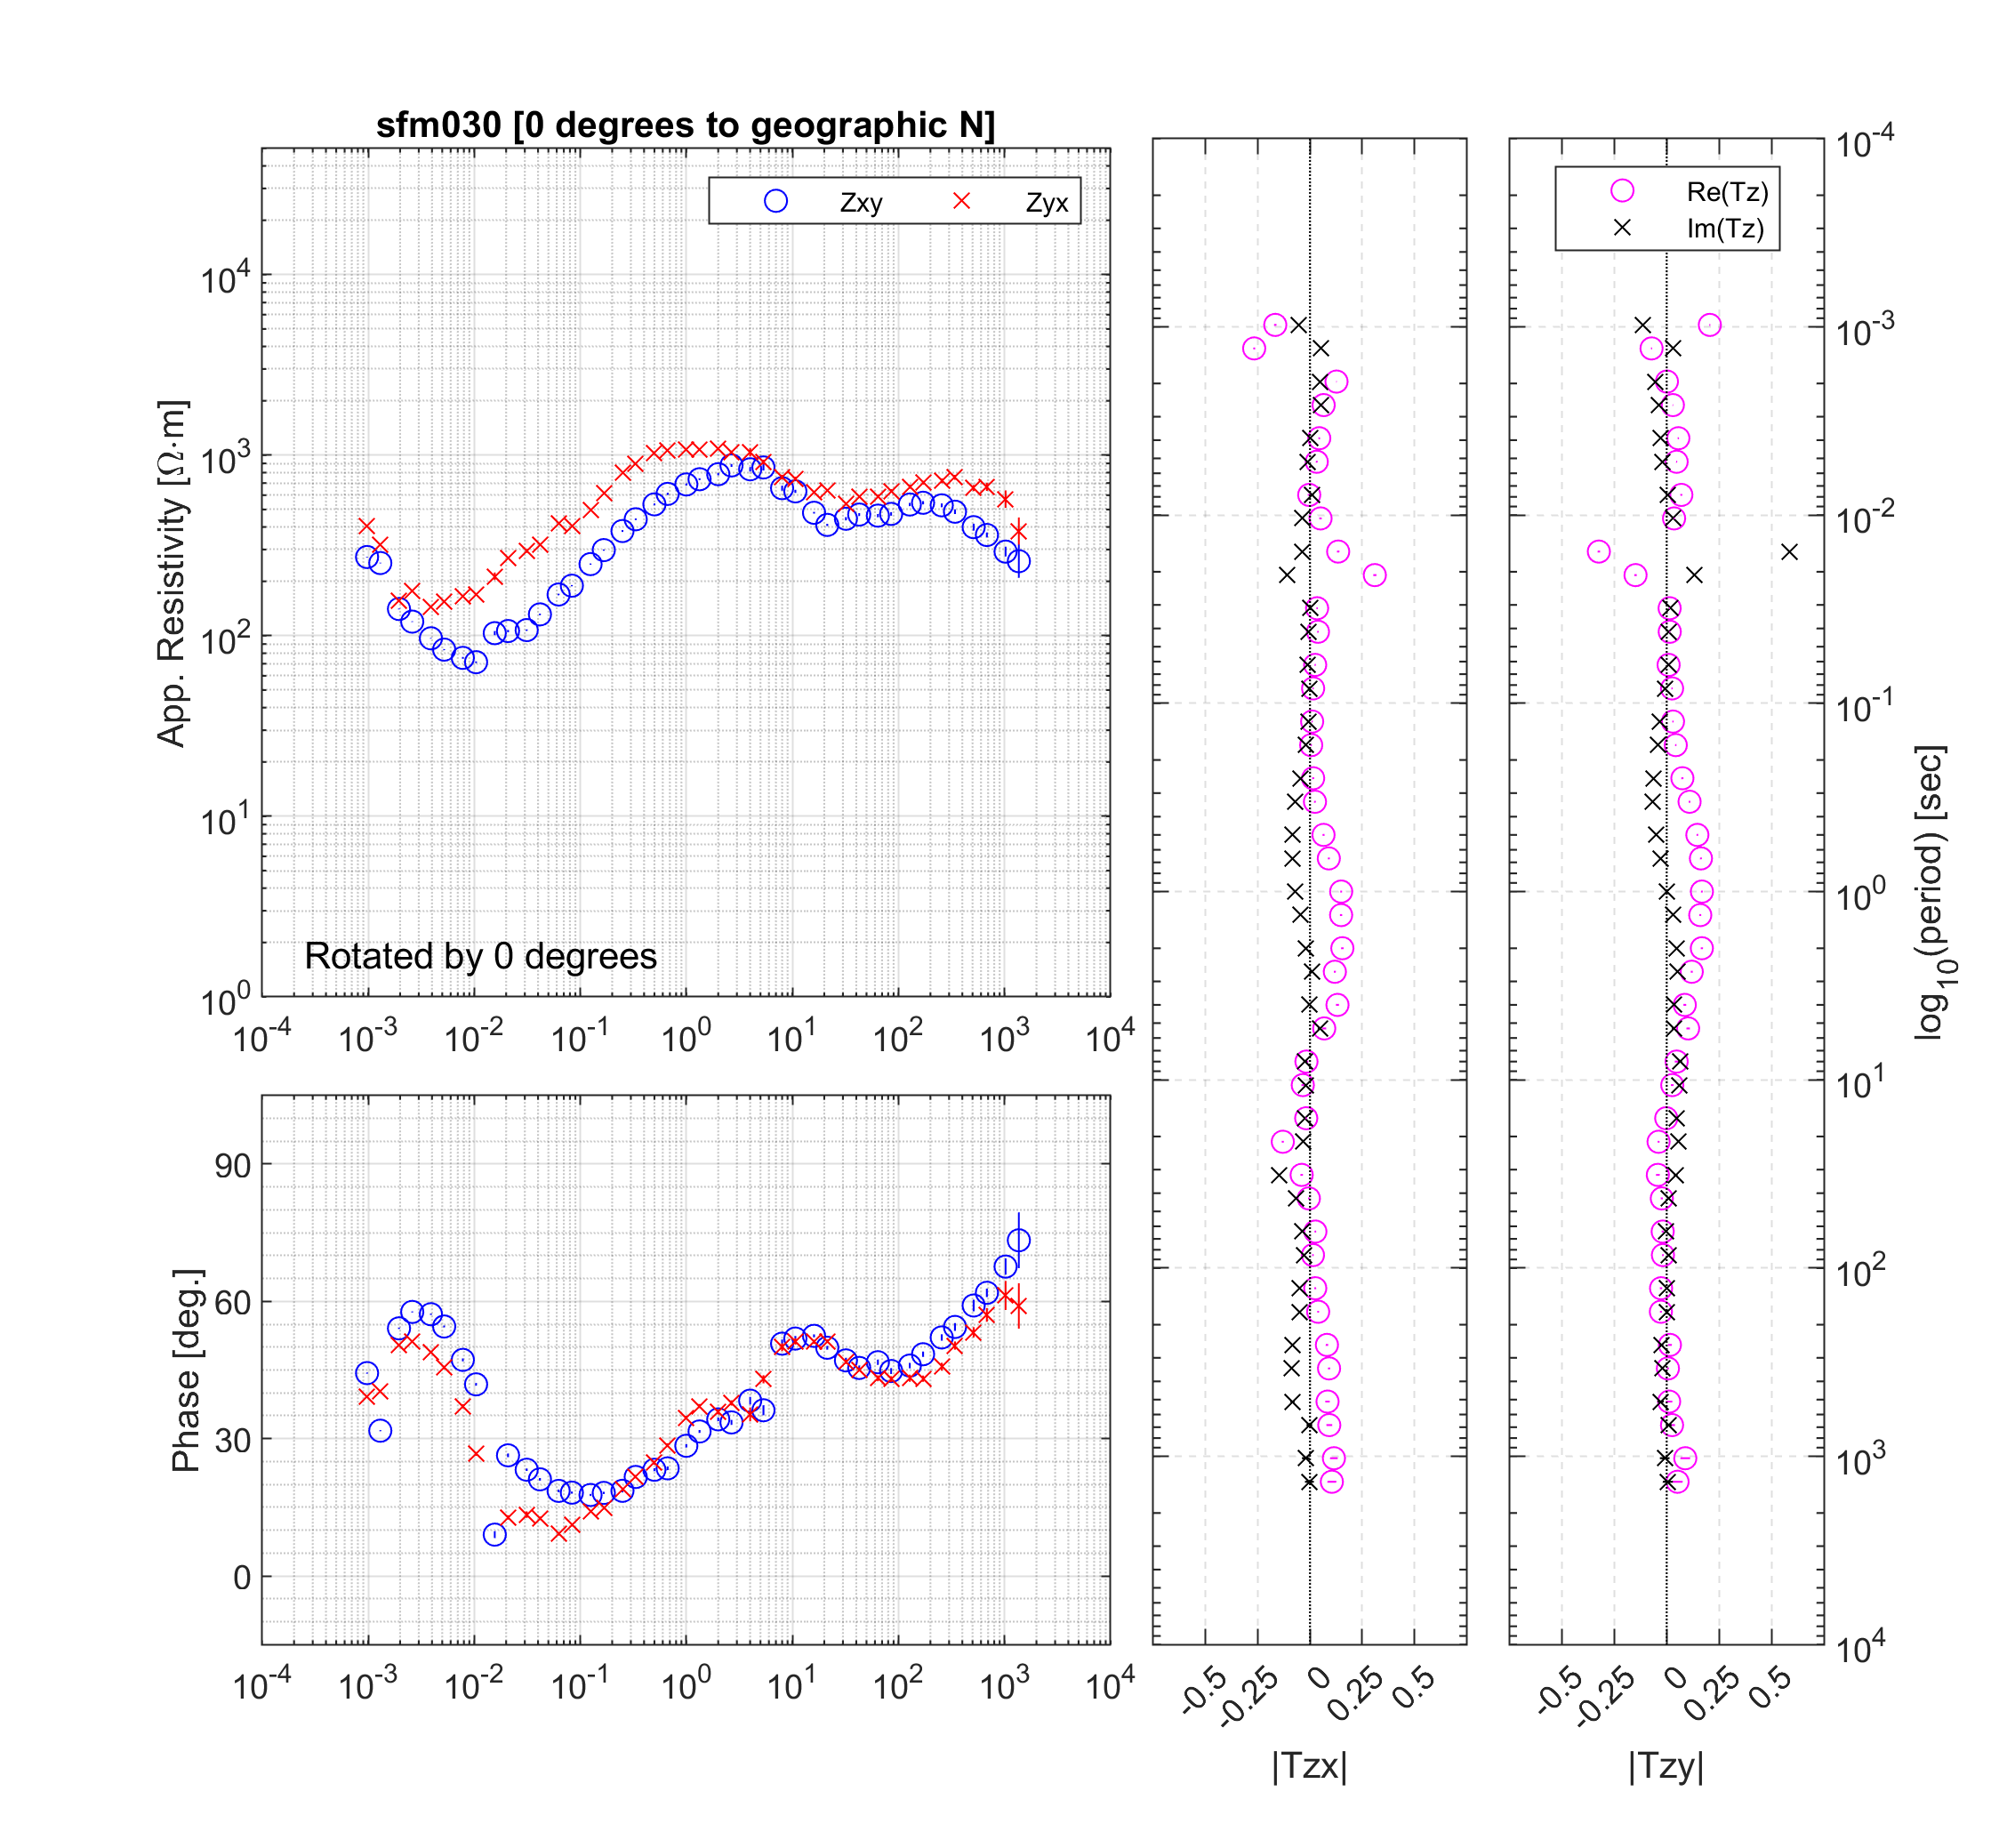 sfm030 [0 degrees to geographic N]
Zxy Zyx
App. Resistivity [Ω·m]
10^4
10^3
10^2
10^1
10^0
Rotated by 0 degrees
10^-4 10^-3 10^-2 10^-1 10^0 10^1 10^2 10^3 10^4
Phase [deg.]
90
60
30
0
10^-4 10^-3 10^-2 10^-1 10^0 10^1 10^2 10^3 10^4
-0.5 -0.25 0 0.25 0.5
|Tzx|
Re(Tz)
Im(Tz)
-0.5 -0.25 0 0.25 0.5
|Tzy|
10^-4
10^-3
10^-2
10^-1
10^0
10^1
10^2
10^3
10^4
log_10(period) [sec]